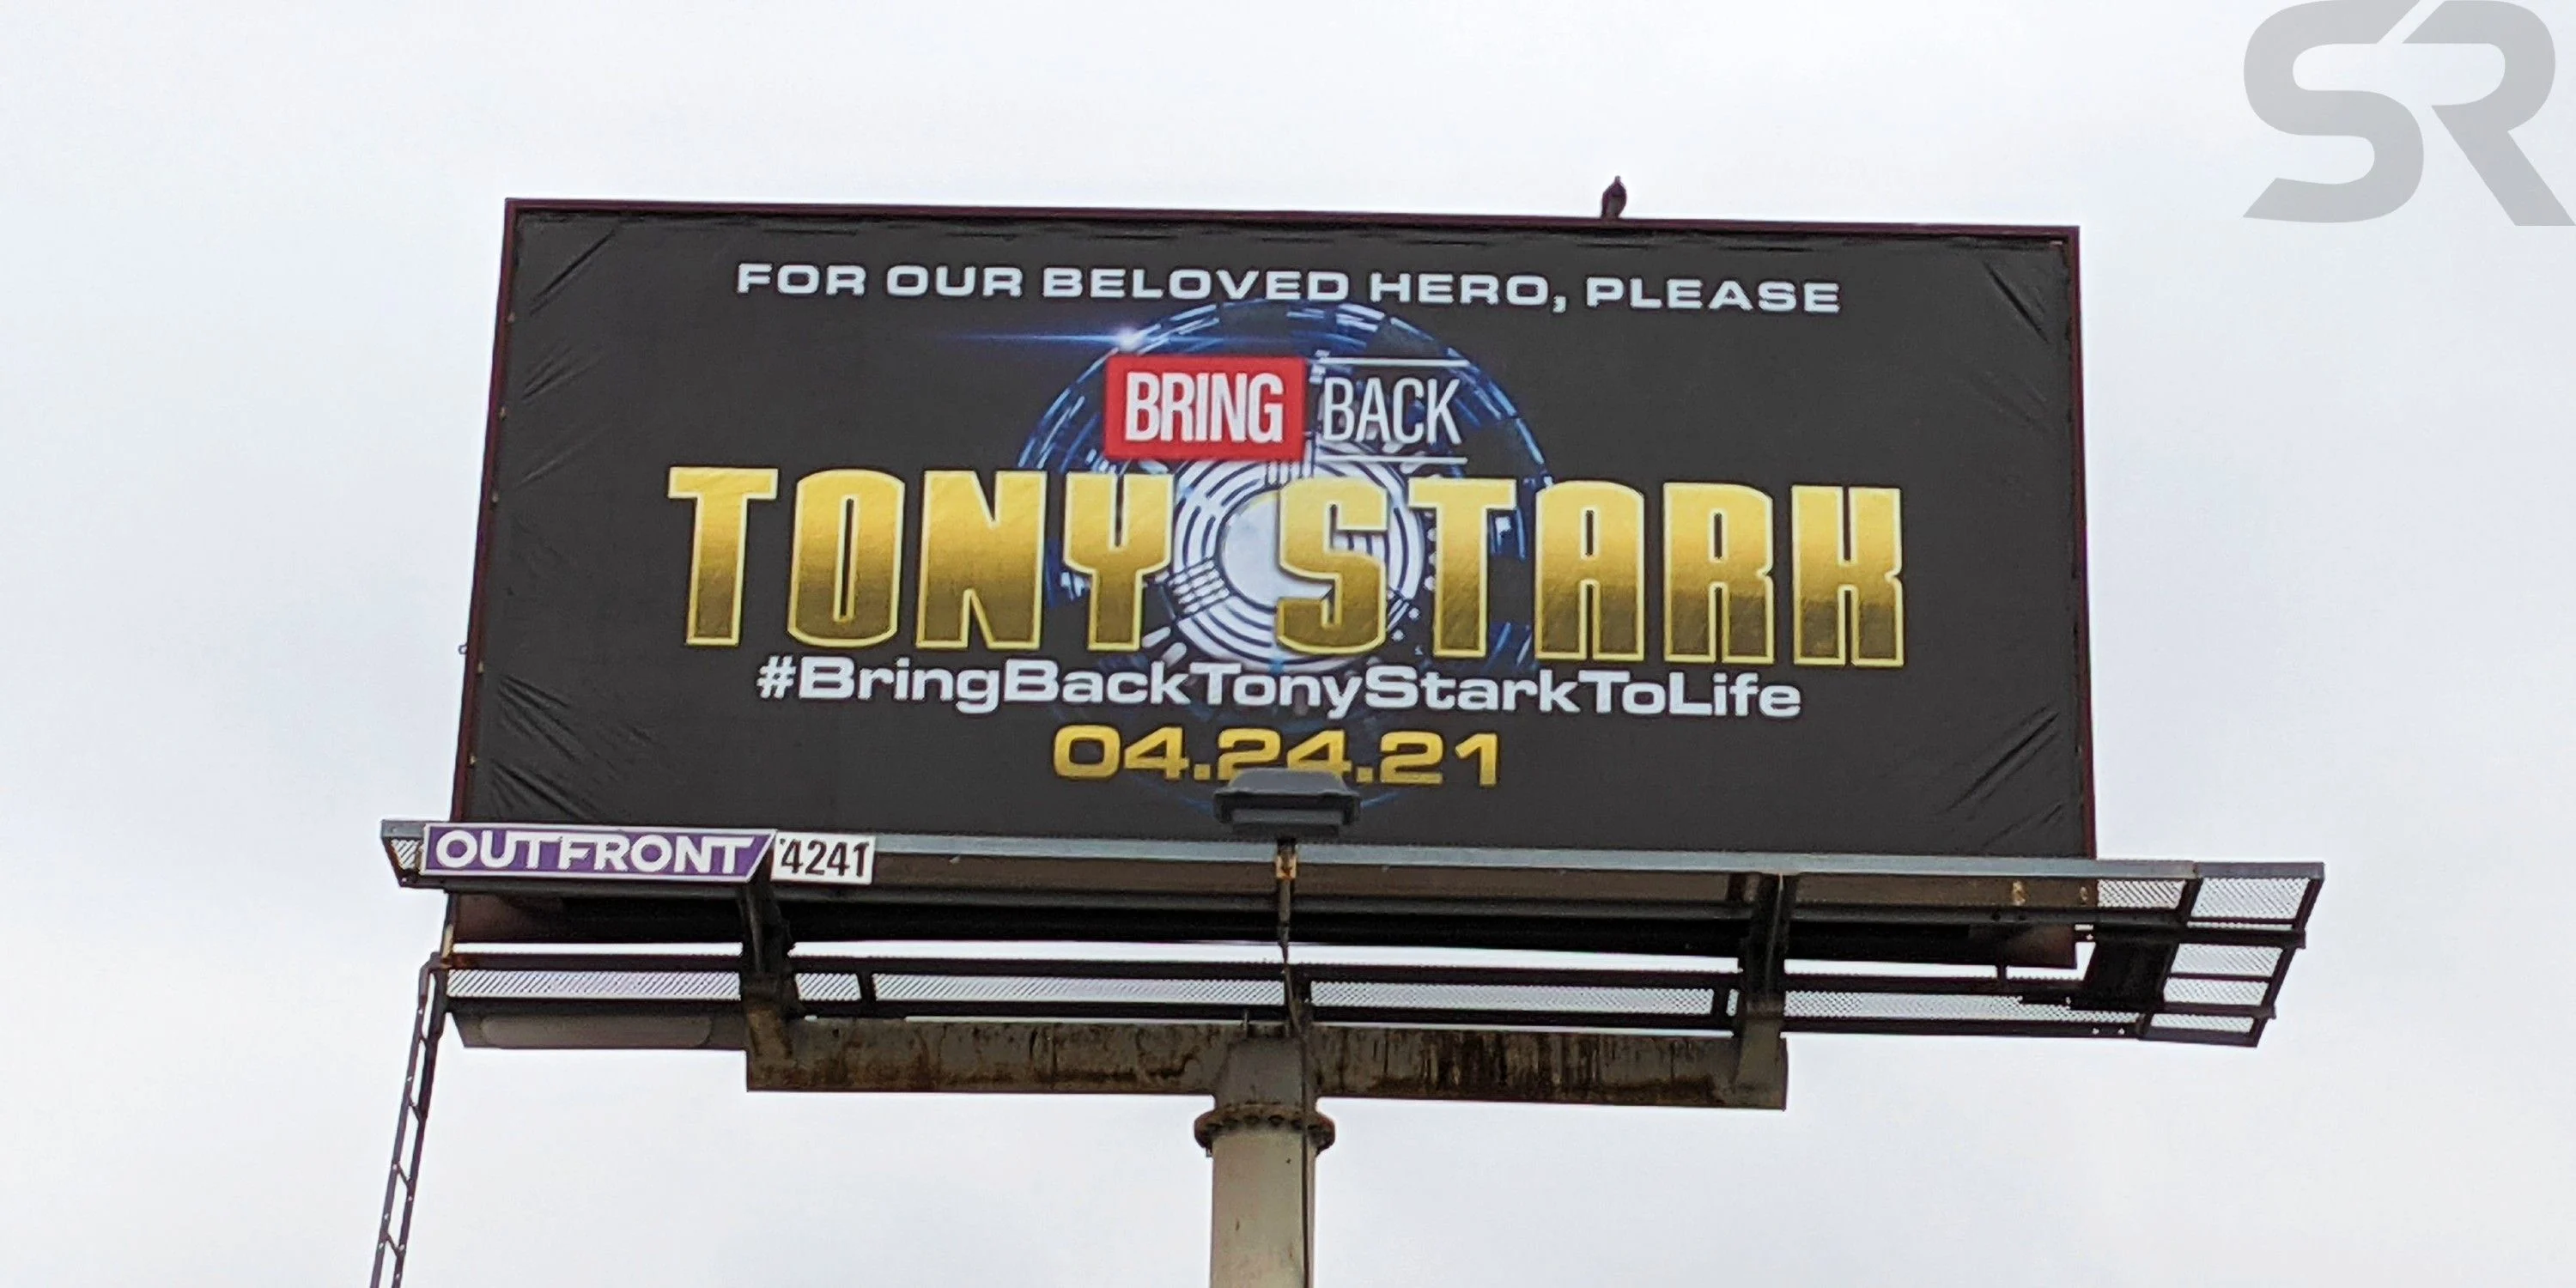 SR
FOR OUR BELOVED HERO, PLEASE
BRING BACK
TONY STARK
#BringBackTonyStarkToLife
04.24.21
OUTFRONT 4241